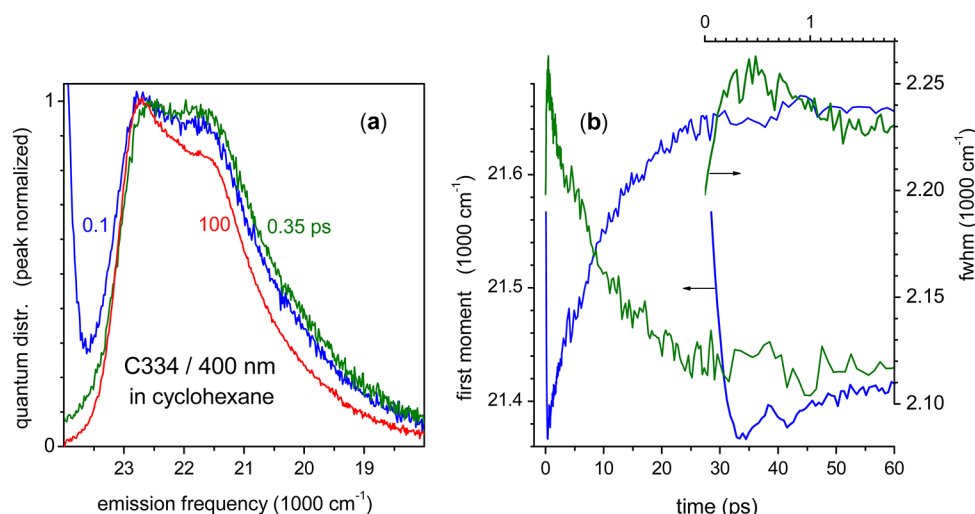 (a)
1
0
0.1
100
0.35 ps
C334 / 400 nm
in cyclohexane
23 22 21 20 19
emission frequency (1000 cm⁻¹)
quantum distr. (peak normalized)
(b)
0 1
21.6
21.5
21.4
first moment (1000 cm⁻¹)
2.25
2.20
2.15
2.10
fwhm (1000 cm⁻¹)
0 10 20 30 40 50 60
time (ps)